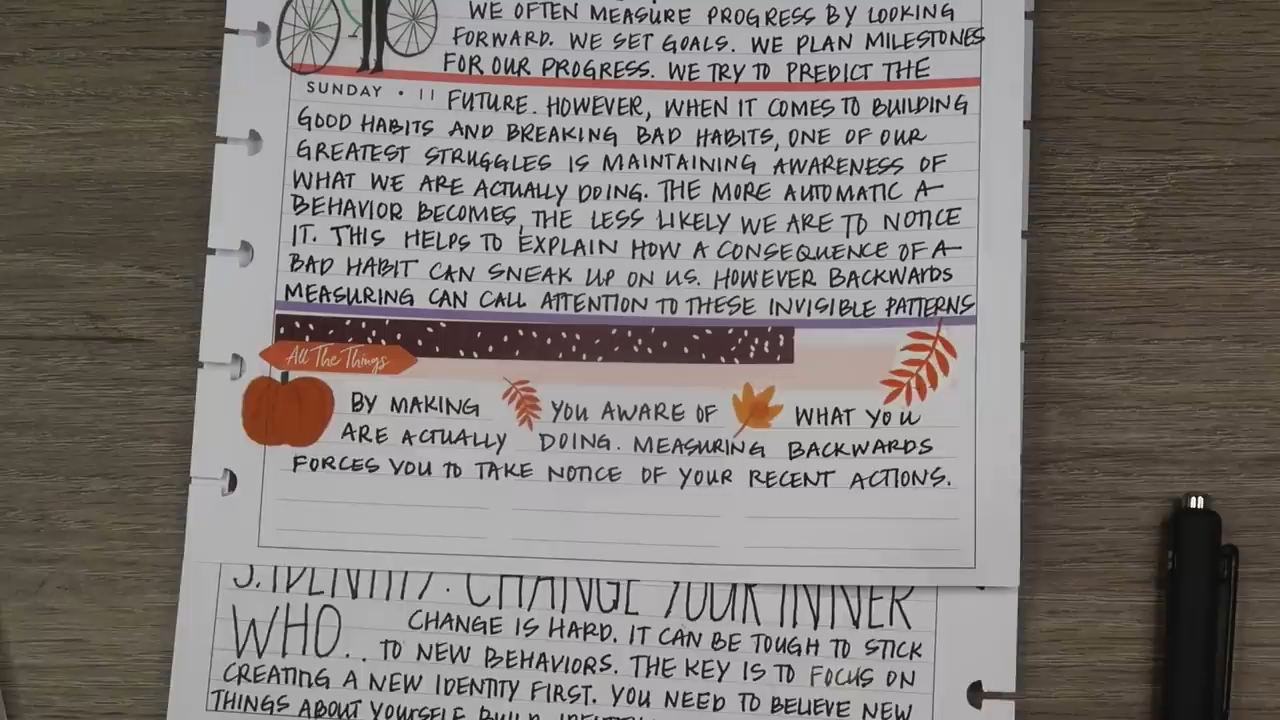 WE OFTEN MEASURE PROGRESS BY LOOKING
FORWARD. WE SET GOALS. WE PLAN MILESTONES
FOR OUR PROGRESS. WE TRY TO PREDICT THE
SUNDAY • 11 FUTURE. HOWEVER, WHEN IT COMES TO BUILDING
GOOD HABITS AND BREAKING BAD HABITS, ONE OF OUR
GREATEST STRUGGLES IS MAINTAINING AWARENESS OF
WHAT WE ARE ACTUALLY DOING. THE MORE AUTOMATIC A
BEHAVIOR BECOMES, THE LESS LIKELY WE ARE TO NOTICE
IT. THIS HELPS TO EXPLAIN HOW A CONSEQUENCE OF A
BAD HABIT CAN SNEAK UP ON US. HOWEVER BACKWARDS
MEASURING CAN CALL ATTENTION TO THESE INVISIBLE PATTERNS
All The Things
BY MAKING YOU AWARE OF WHAT YOU
ARE ACTUALLY DOING. MEASURING BACKWARDS
FORCES YOU TO TAKE NOTICE OF YOUR RECENT ACTIONS.
3. IDENTITY: CHANGE YOUR INNER
WHO... CHANGE IS HARD. IT CAN BE TOUGH TO STICK
TO NEW BEHAVIORS. THE KEY IS TO FOCUS ON
CREATING A NEW IDENTITY FIRST. YOU NEED TO BELIEVE NEW
THINGS ABOUT YOURSELF. BUILD